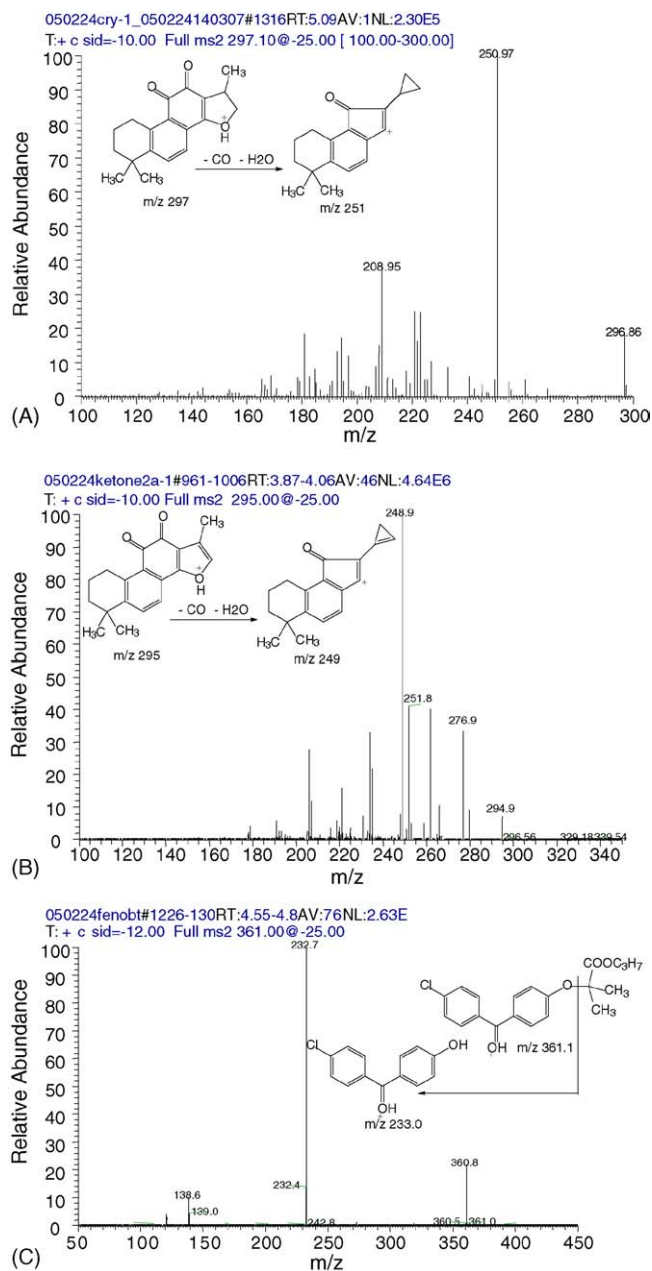 050224cry-1_050224140307#1316RT:5.09AV:1NL:2.30E5
T:+ c sid=-10.00 Full ms2 297.10@-25.00 [ 100.00-300.00]
Relative Abundance
100
90
80
70
60
50
40
30
20
10
0
250.97
208.95
296.86
O
O
CH3
O
H
+
H3C
CH3
m/z 297
- CO - H2O
O
+
H3C
CH3
m/z 251
(A)
100 120 140 160 180 200 220 240 260 280 300
m/z
050224ketone2a-1#961-1006RT:3.87-4.06AV:46NL:4.64E6
T: + c sid=-10.00 Full ms2 295.00@-25.00
Relative Abundance
100
90
80
70
60
50
40
30
20
10
0
248.9
251.8
276.9
294.9
296.56
329.18
339.54
O
O
CH3
O
H
+
H3C
CH3
m/z 295
- CO - H2O
O
+
H3C
CH3
m/z 249
(B)
100 120 140 160 180 200 220 240 260 280 300 320 340
m/z
050224fenobt#1226-130RT:4.55-4.8AV:76NL:2.63E
T: + c sid=-12.00 Full ms2 361.00@-25.00
Relative Abundance
100
90
80
70
60
50
40
30
20
10
0
232.7
232.4
242.8
138.6
139.0
360.8
360.5
361.0
COOC3H7
Cl
O
CH3
CH3
OH
m/z 361.1
Cl
OH
OH
m/z 233.0
(C)
50 100 150 200 250 300 350 400 450
m/z